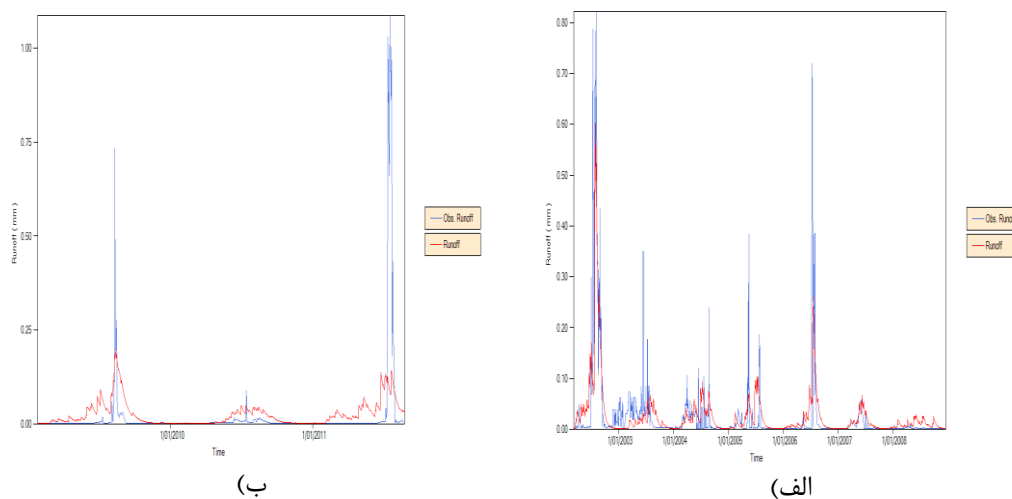 1.00
0.75
0.50
0.25
0.00
Runoff ( mm )
1/01/2010
1/01/2011
Time
Obs. Runoff
Runoff
ب)
0.80
0.70
0.60
0.50
0.40
0.30
0.20
0.10
0.00
Runoff ( mm )
1/01/2003
1/01/2004
1/01/2005
1/01/2006
1/01/2007
1/01/2008
Time
Obs. Runo
Runoff
الف)